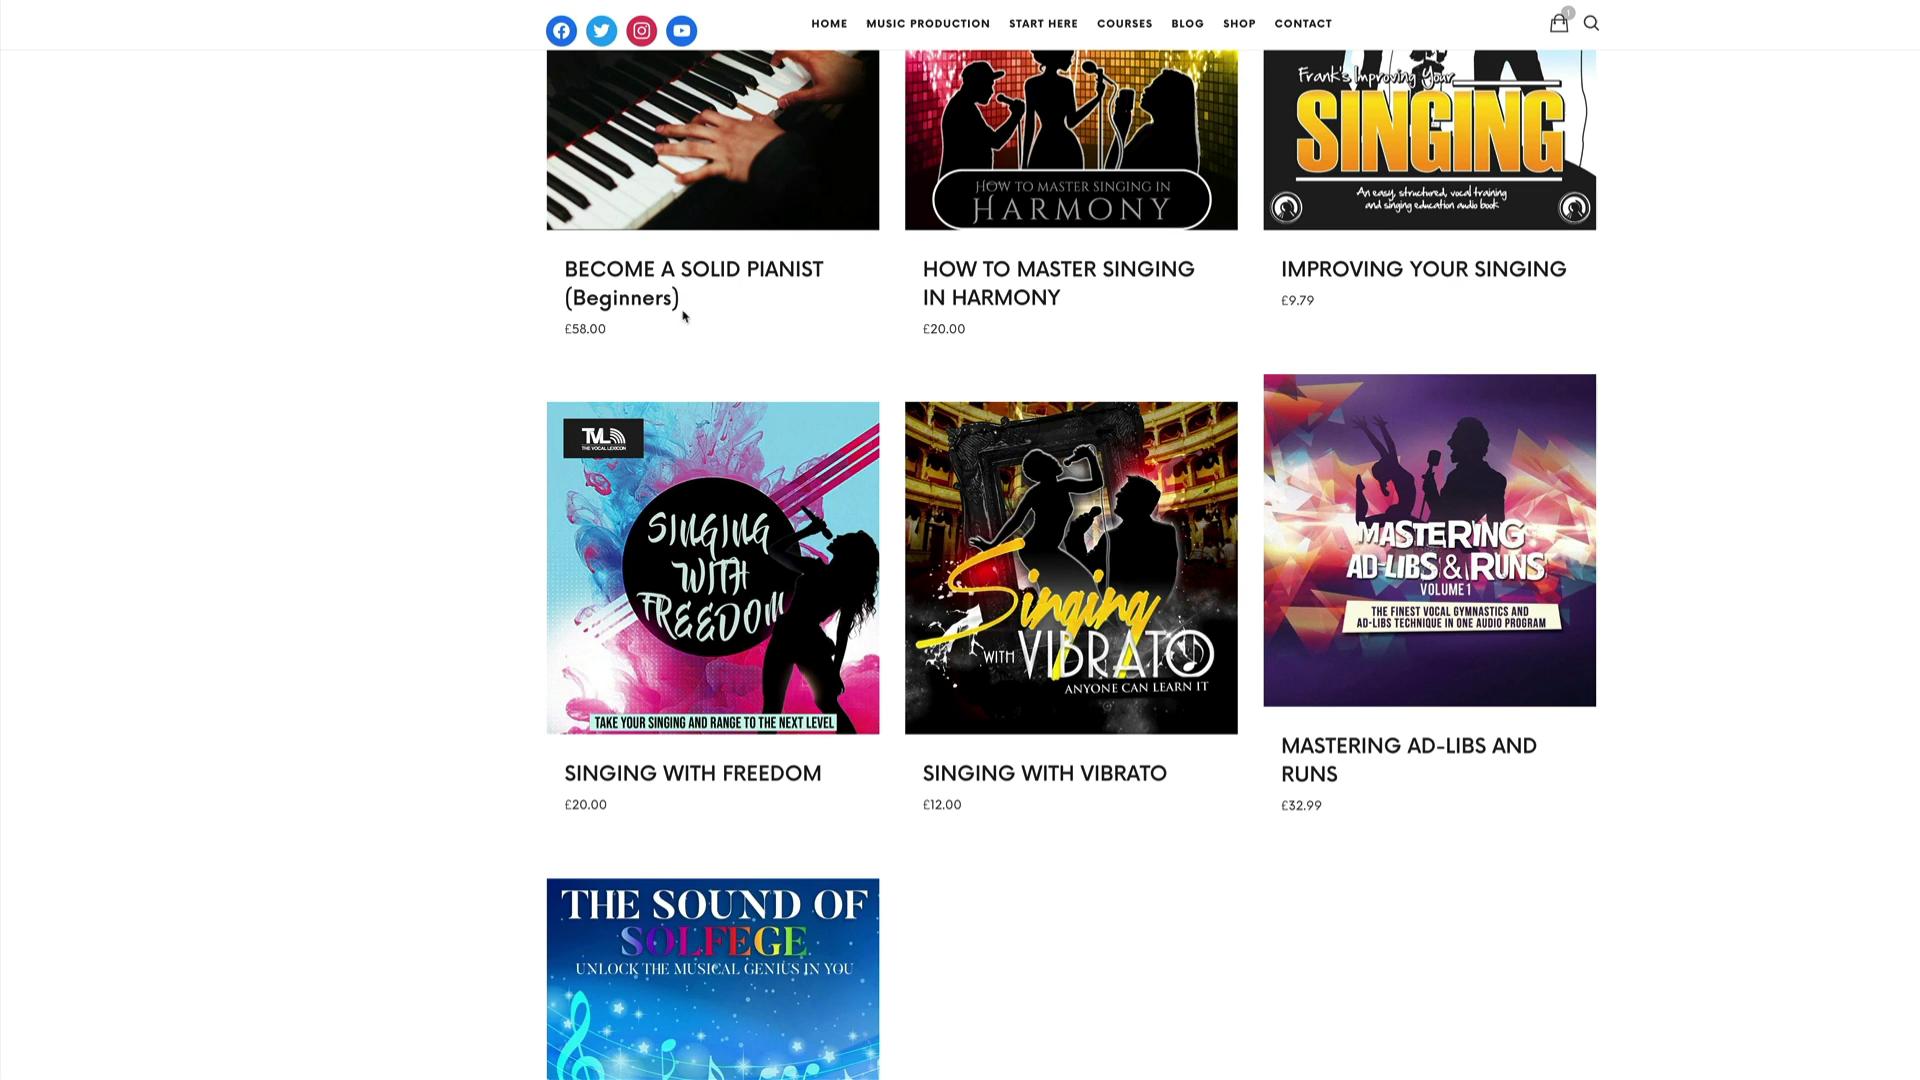 HOME MUSIC PRODUCTION START HERE COURSES BLOG SHOP CONTACT
1
HOW TO MASTER SINGING IN
HARMONY
Frank's Improving Your
SINGING
An easy, structured, vocal training
and singing education audio book
BECOME A SOLID PIANIST
(Beginners)
£58.00
HOW TO MASTER SINGING
IN HARMONY
£20.00
IMPROVING YOUR SINGING
£9.79
TVL
THE VOCAL LEXICON
SINGING
WITH
FREEDOM
TAKE YOUR SINGING AND RANGE TO THE NEXT LEVEL
Singing
WITH VIBRATO
ANYONE CAN LEARN IT
MASTERING
AD-LIBS & RUNS
VOLUME 1
THE FINEST VOCAL GYMNASTICS AND
AD-LIBS TECHNIQUE IN ONE AUDIO PROGRAM
SINGING WITH FREEDOM
£20.00
SINGING WITH VIBRATO
£12.00
MASTERING AD-LIBS AND
RUNS
£32.99
THE SOUND OF
SOLFEGE
UNLOCK THE MUSICAL GENIUS IN YOU